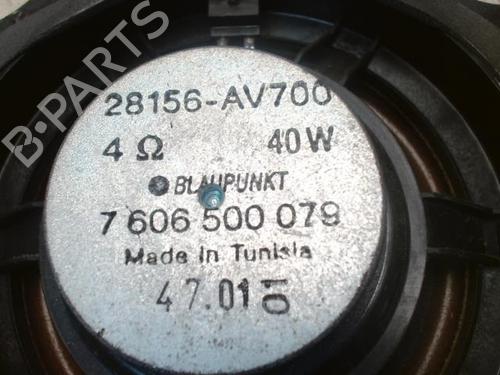 B-PARTS
28156-AV700
4 Ω 40W
BLAUPUNKT
7 606 500 079
Made in Tunisia
47.01